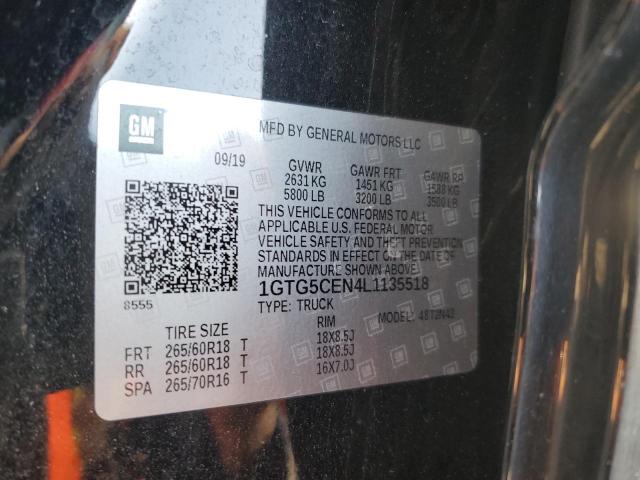 GM
MFD BY GENERAL MOTORS LLC
09/19
GVWR GAWR FRT GAWR RR
2631 KG 1451 KG 1588 KG
5800 LB 3200 LB 3500 LB
THIS VEHICLE CONFORMS TO ALL
APPLICABLE U.S. FEDERAL MOTOR
VEHICLE SAFETY AND THEFT PREVENTION
STANDARDS IN EFFECT ON THE DATE OF
MANUFACTURE SHOWN ABOVE.
8555
1GTG5CEN4L1135518
TYPE: TRUCK MODEL:
TIRE SIZE RIM
FRT 265/60R18 T 18X8.5J
RR 265/60R18 T 18X8.5J
SPA 265/70R16 T 16X7.0J